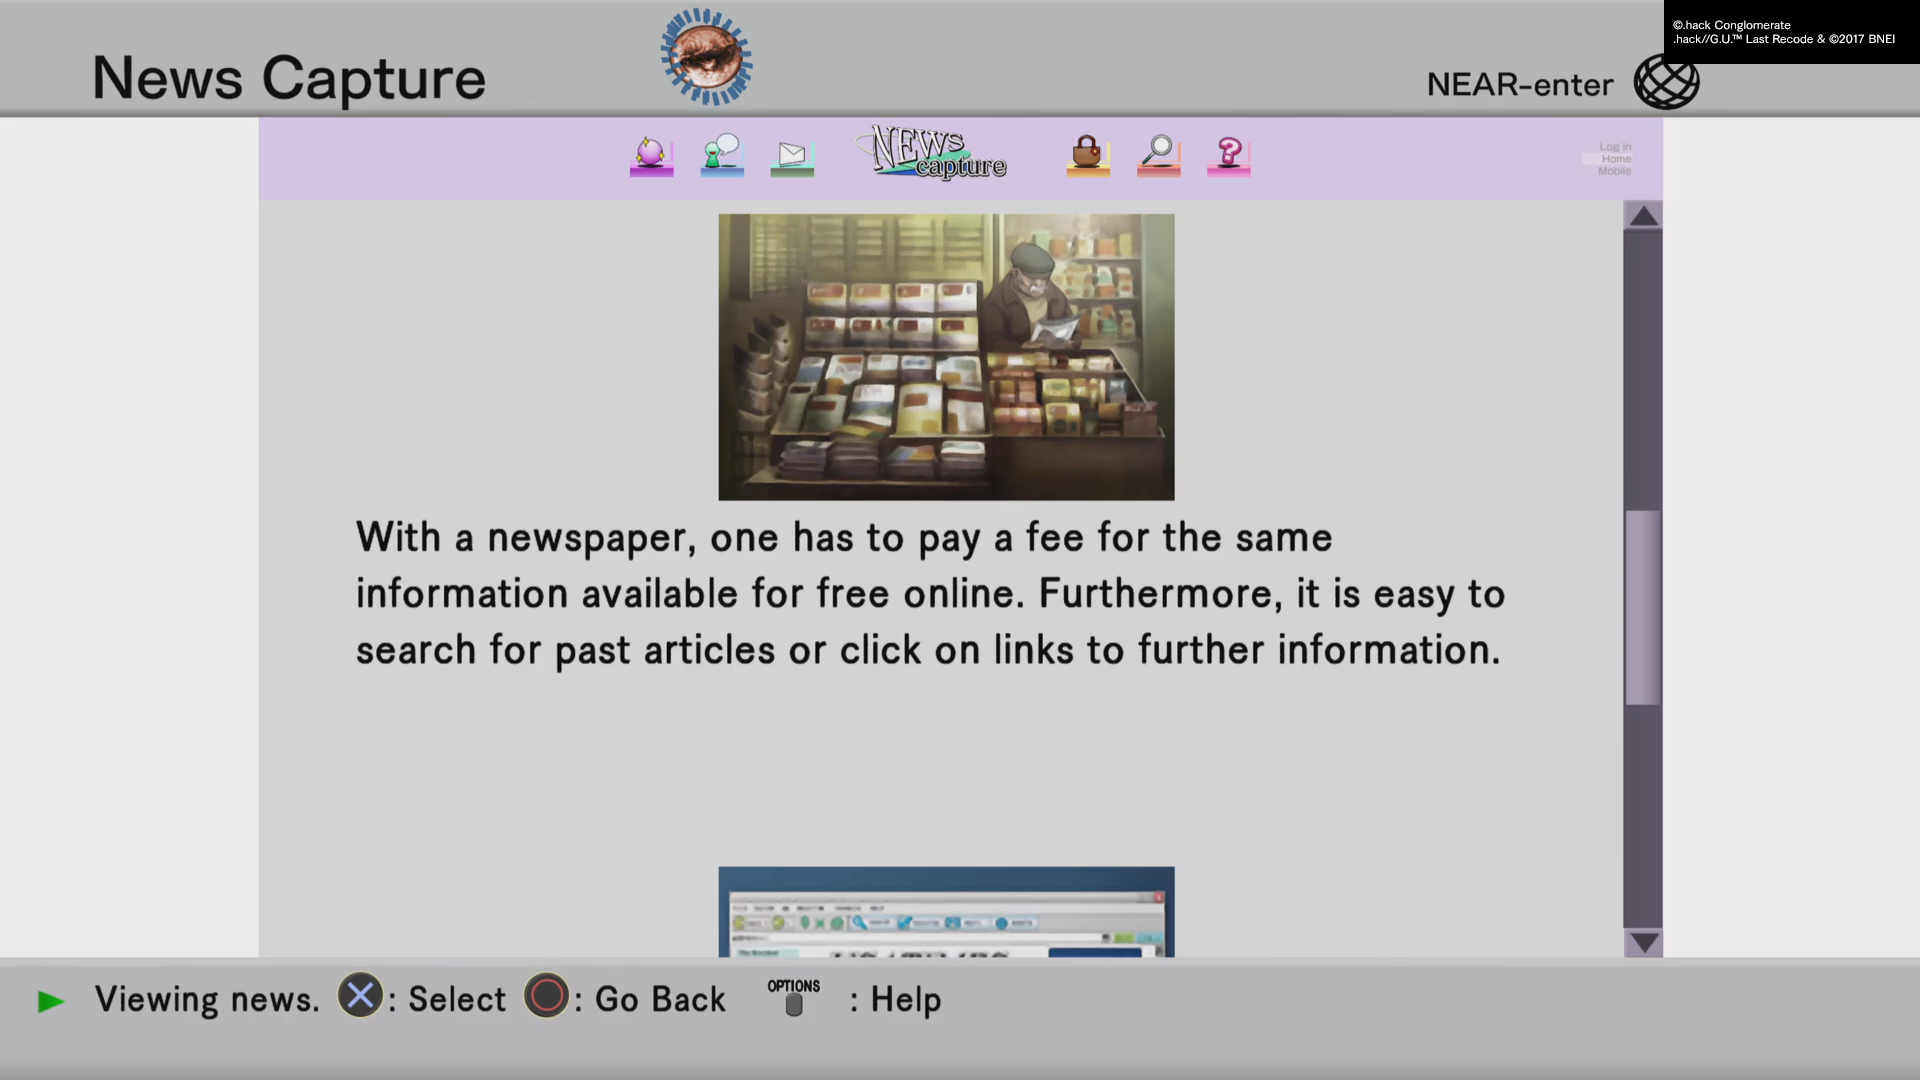 ©.hack Conglomerate
.hack//G.U.™ Last Recode & ©2017 BNEI
News Capture
NEAR-enter
NEWS
capture
Log in
Home
Mobile
With a newspaper, one has to pay a fee for the same
information available for free online. Furthermore, it is easy to
search for past articles or click on links to further information.
Viewing news. : Select : Go Back OPTIONS : Help